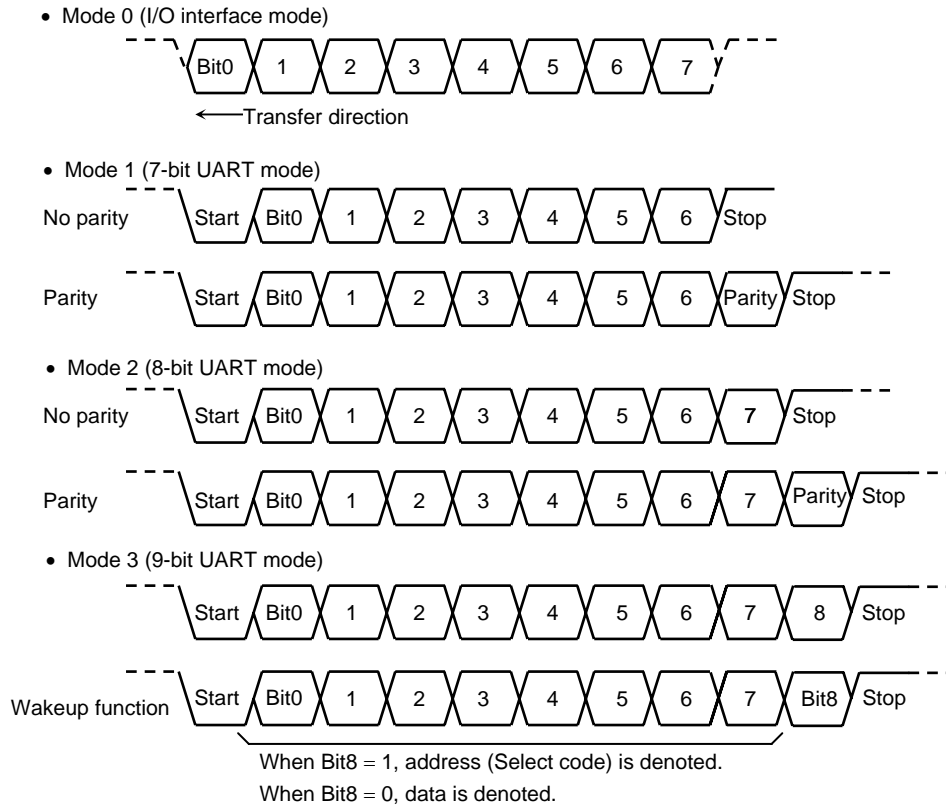 • Mode 0 (I/O interface mode)
Bit0 1 2 3 4 5 6 7
Transfer direction
• Mode 1 (7-bit UART mode)
No parity Start Bit0 1 2 3 4 5 6 Stop
Parity Start Bit0 1 2 3 4 5 6 Parity Stop
• Mode 2 (8-bit UART mode)
No parity Start Bit0 1 2 3 4 5 6 7 Stop
Parity Start Bit0 1 2 3 4 5 6 7 Parity Stop
• Mode 3 (9-bit UART mode)
Start Bit0 1 2 3 4 5 6 7 8 Stop
Wakeup function Start Bit0 1 2 3 4 5 6 7 Bit8 Stop
When Bit8 = 1, address (Select code) is denoted.
When Bit8 = 0, data is denoted.